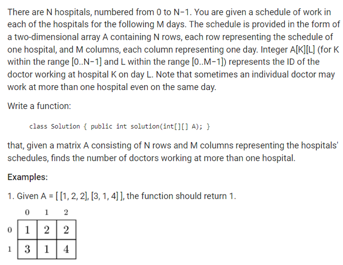 There are N hospitals, numbered from 0 to N-1. You are given a schedule of work in
each of the hospitals for the following M days. The schedule is provided in the form of
a two-dimensional array A containing N rows, each row representing the schedule of
one hospital, and M columns, each column representing one day. Integer A[K][L] (for K
within the range [0..N-1] and L within the range [0..M-1]) represents the ID of the
doctor working at hospital K on day L. Note that sometimes an individual doctor may
work at more than one hospital even on the same day.
Write a function:
class Solution { public int solution(int[][] A); }
that, given a matrix A consisting of N rows and M columns representing the hospitals'
schedules, finds the number of doctors working at more than one hospital.
Examples:
1. Given A = [ [1, 2, 2], [3, 1, 4] ], the function should return 1.
0 1 2
0 1 2 2
1 3 1 4